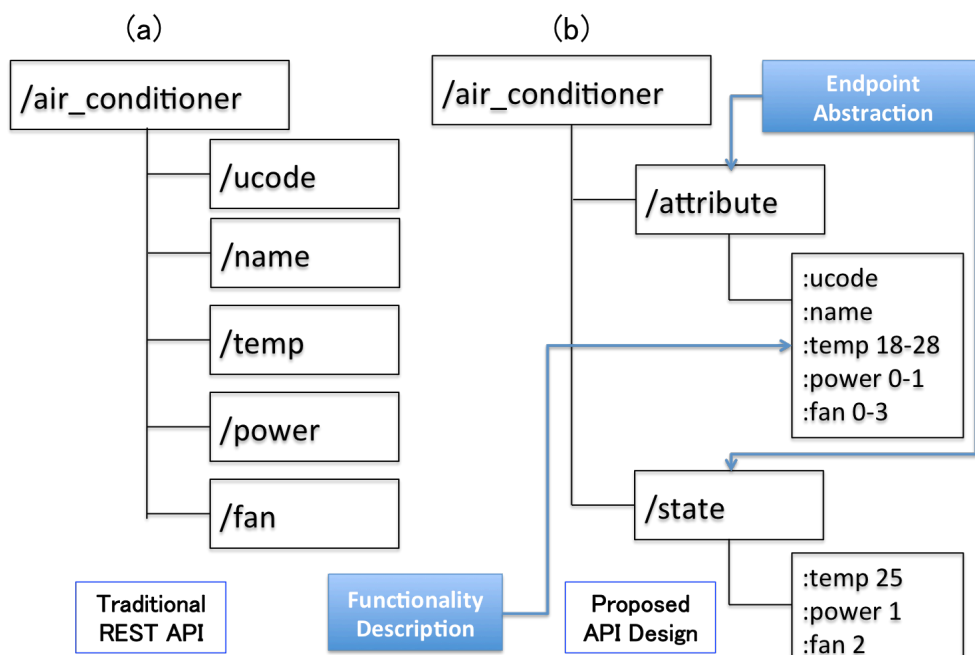 (a)
/air_conditioner
/ucode
/name
/temp
/power
/fan
Traditional
REST API
(b)
/air_conditioner
Endpoint
Abstraction
/attribute
:ucode
:name
:temp 18-28
:power 0-1
:fan 0-3
/state
:temp 25
:power 1
:fan 2
Functionality
Description
Proposed
API Design